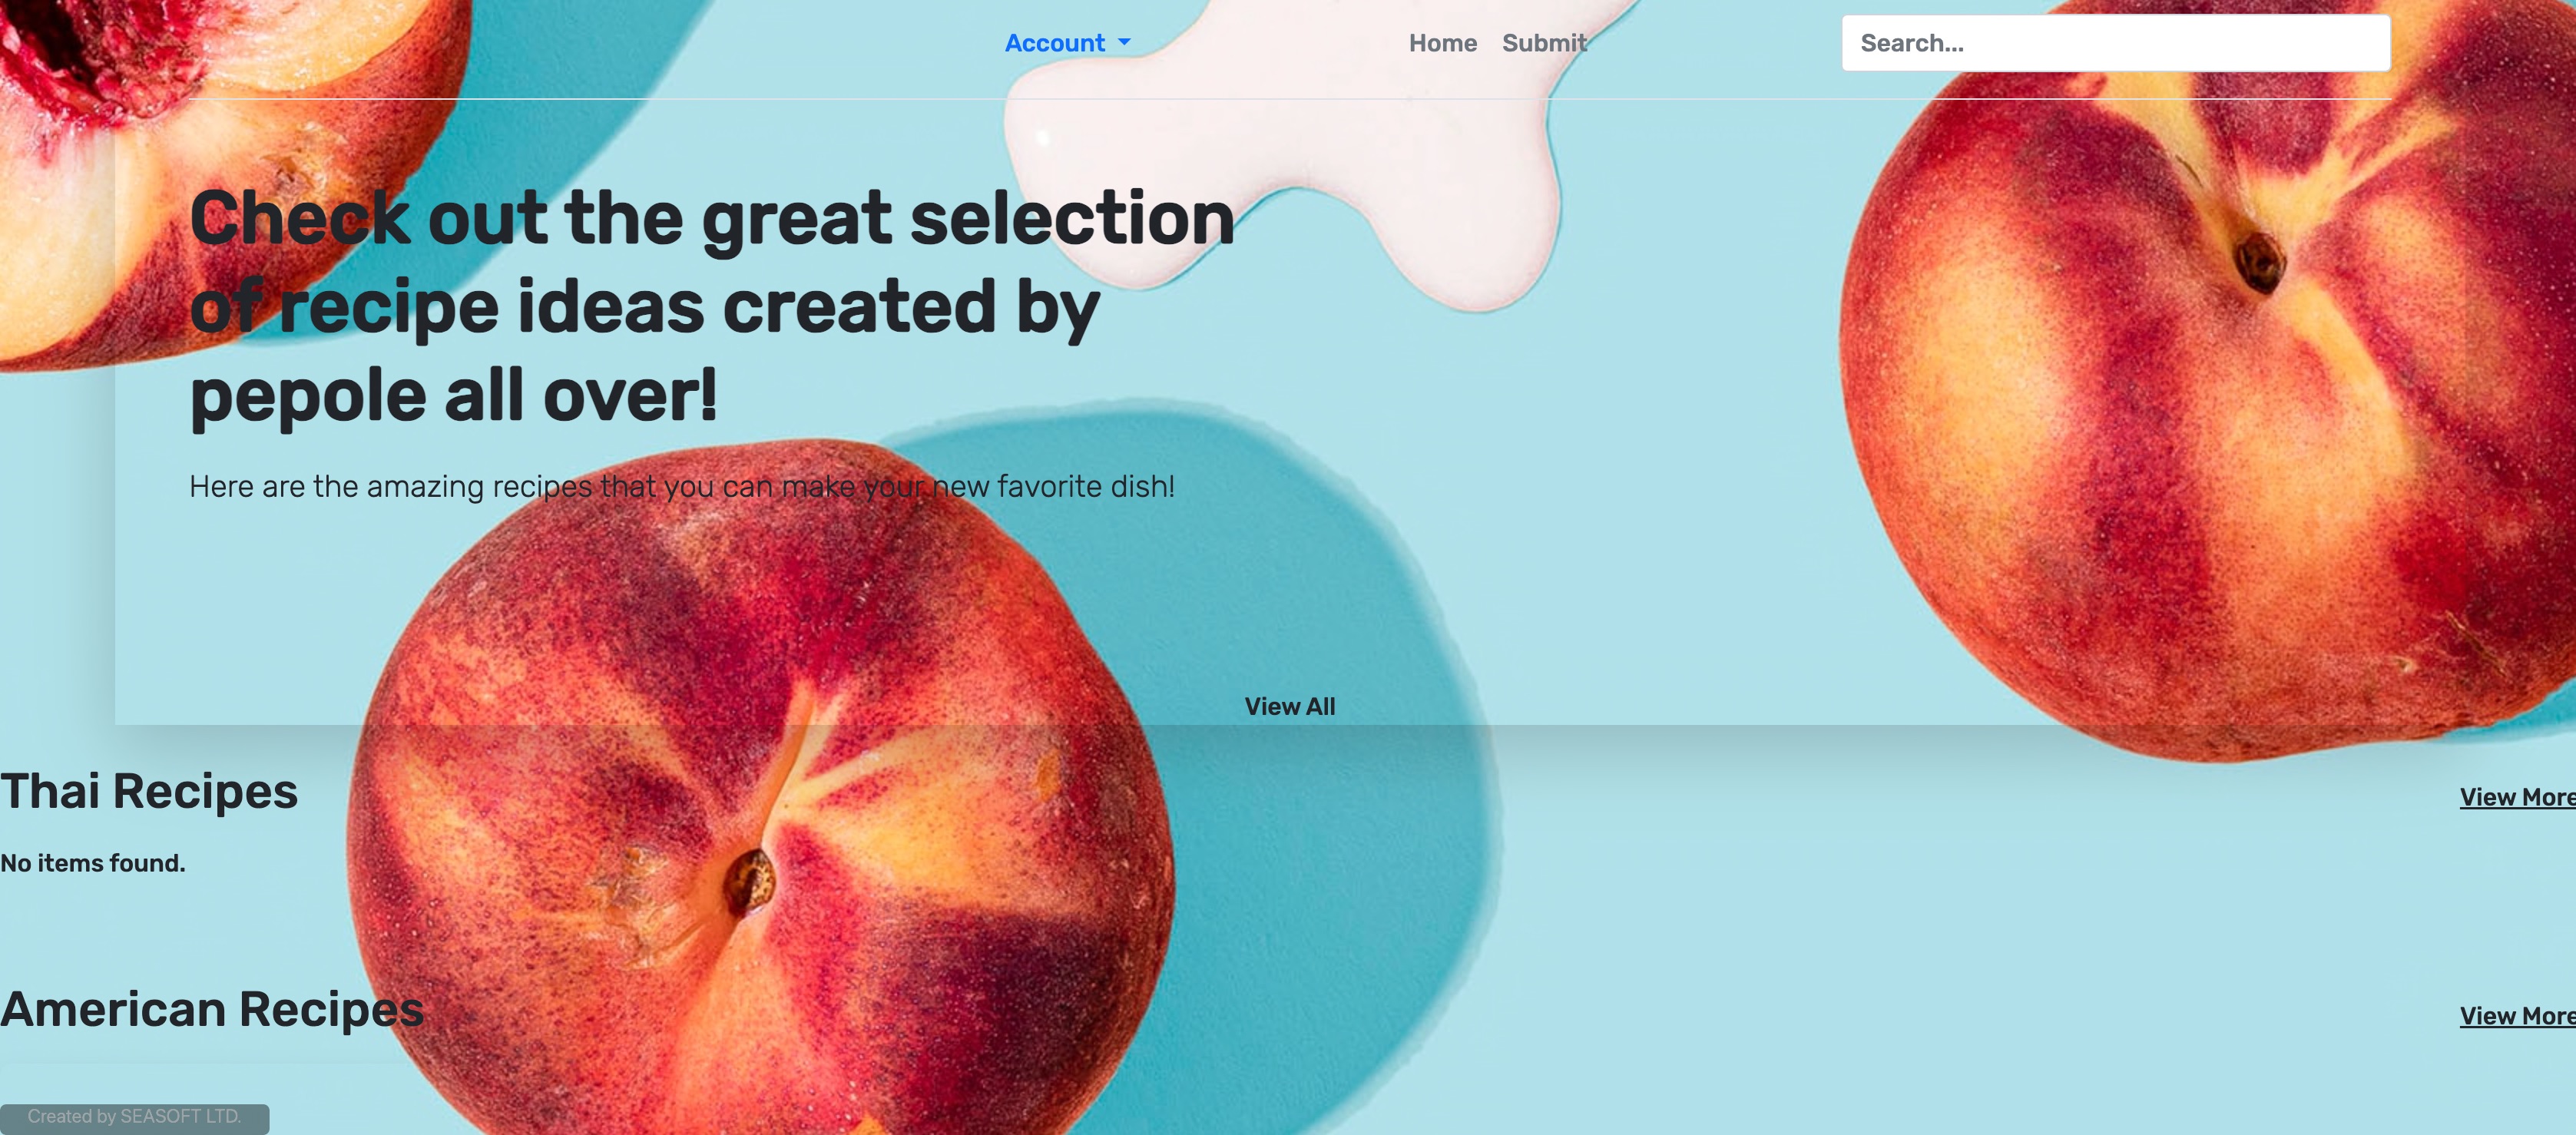 Account Home Submit Search...
Check out the great selection
of recipe ideas created by
pepole all over!
Here are the amazing recipes that you can make your new favorite dish!
View All
Thai Recipes View More
No items found.
American Recipes View More
Created by SEASOFT LTD.